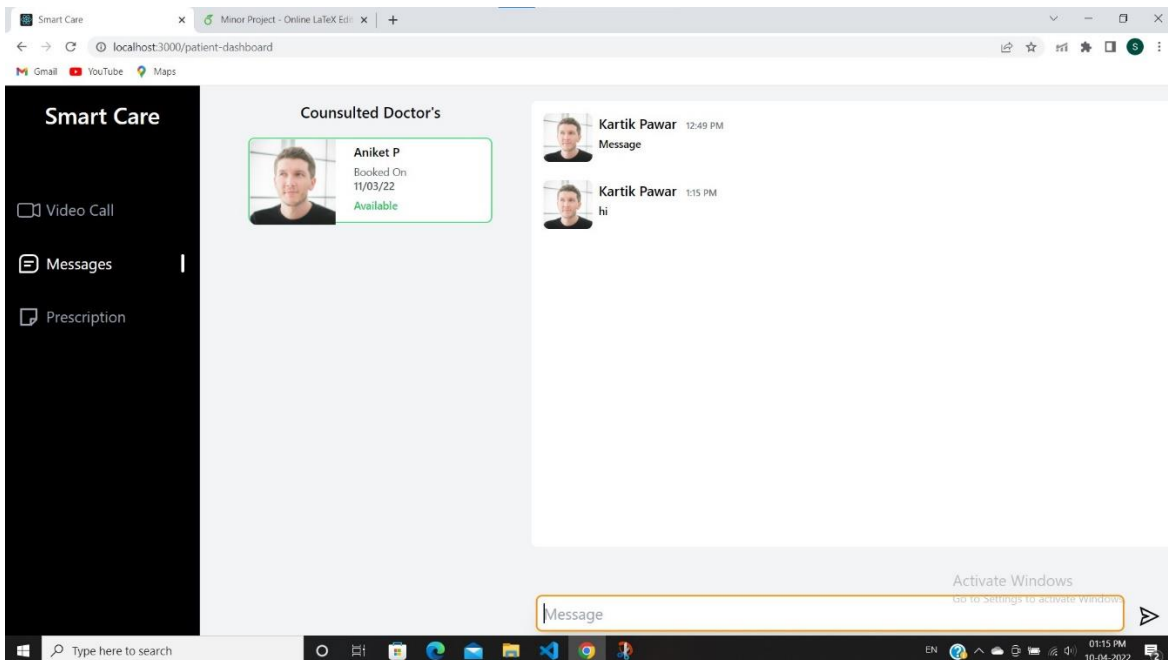 Smart Care
Minor Project - Online LaTeX Edi
localhost:3000/patient-dashboard
S
Gmail YouTube Maps
Smart Care
Video Call
Messages
Prescription
Counsulted Doctor's
Aniket P
Booked On
11/03/22
Available
Kartik Pawar 12:49 PM
Message
Kartik Pawar 1:15 PM
hi
Activate Windows
Go to Settings to activate Windows
Message
Type here to search
EN
01:15 PM
10-04-2022